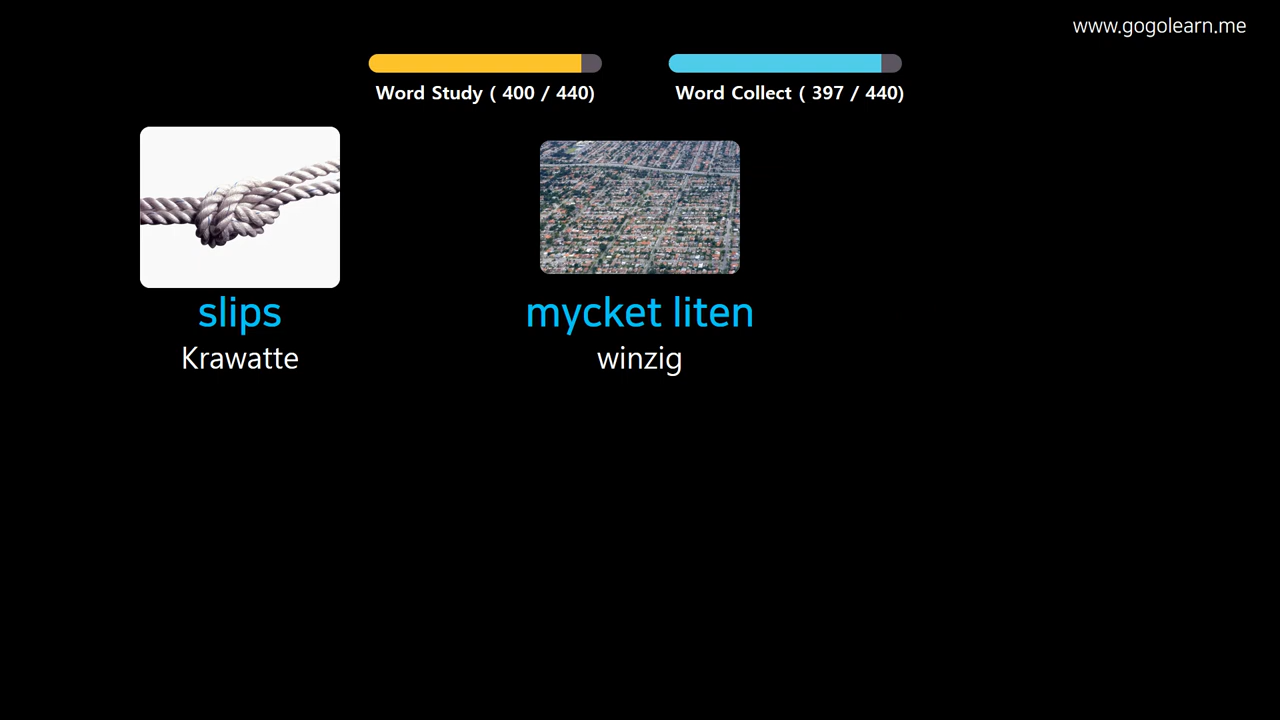 www.gogolearn.me
Word Study ( 400 / 440)
Word Collect ( 397 / 440)
slips
Krawatte
mycket liten
winzig